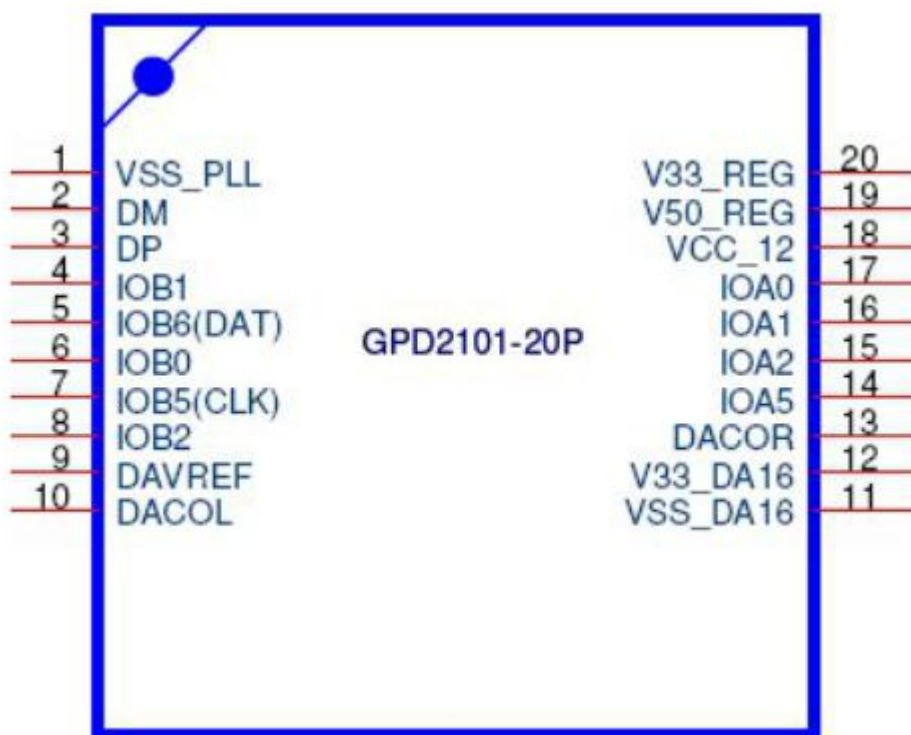 1 VSS_PLL V33_REG 20
2 DM V50_REG 19
3 DP VCC_12 18
4 IOB1 IOA0 17
5 IOB6(DAT) IOA1 16
GPD2101-20P
6 IOB0 IOA2 15
7 IOB5(CLK) IOA5 14
8 IOB2 DACOR 13
9 DAVREF V33_DA16 12
10 DACOL VSS_DA16 11